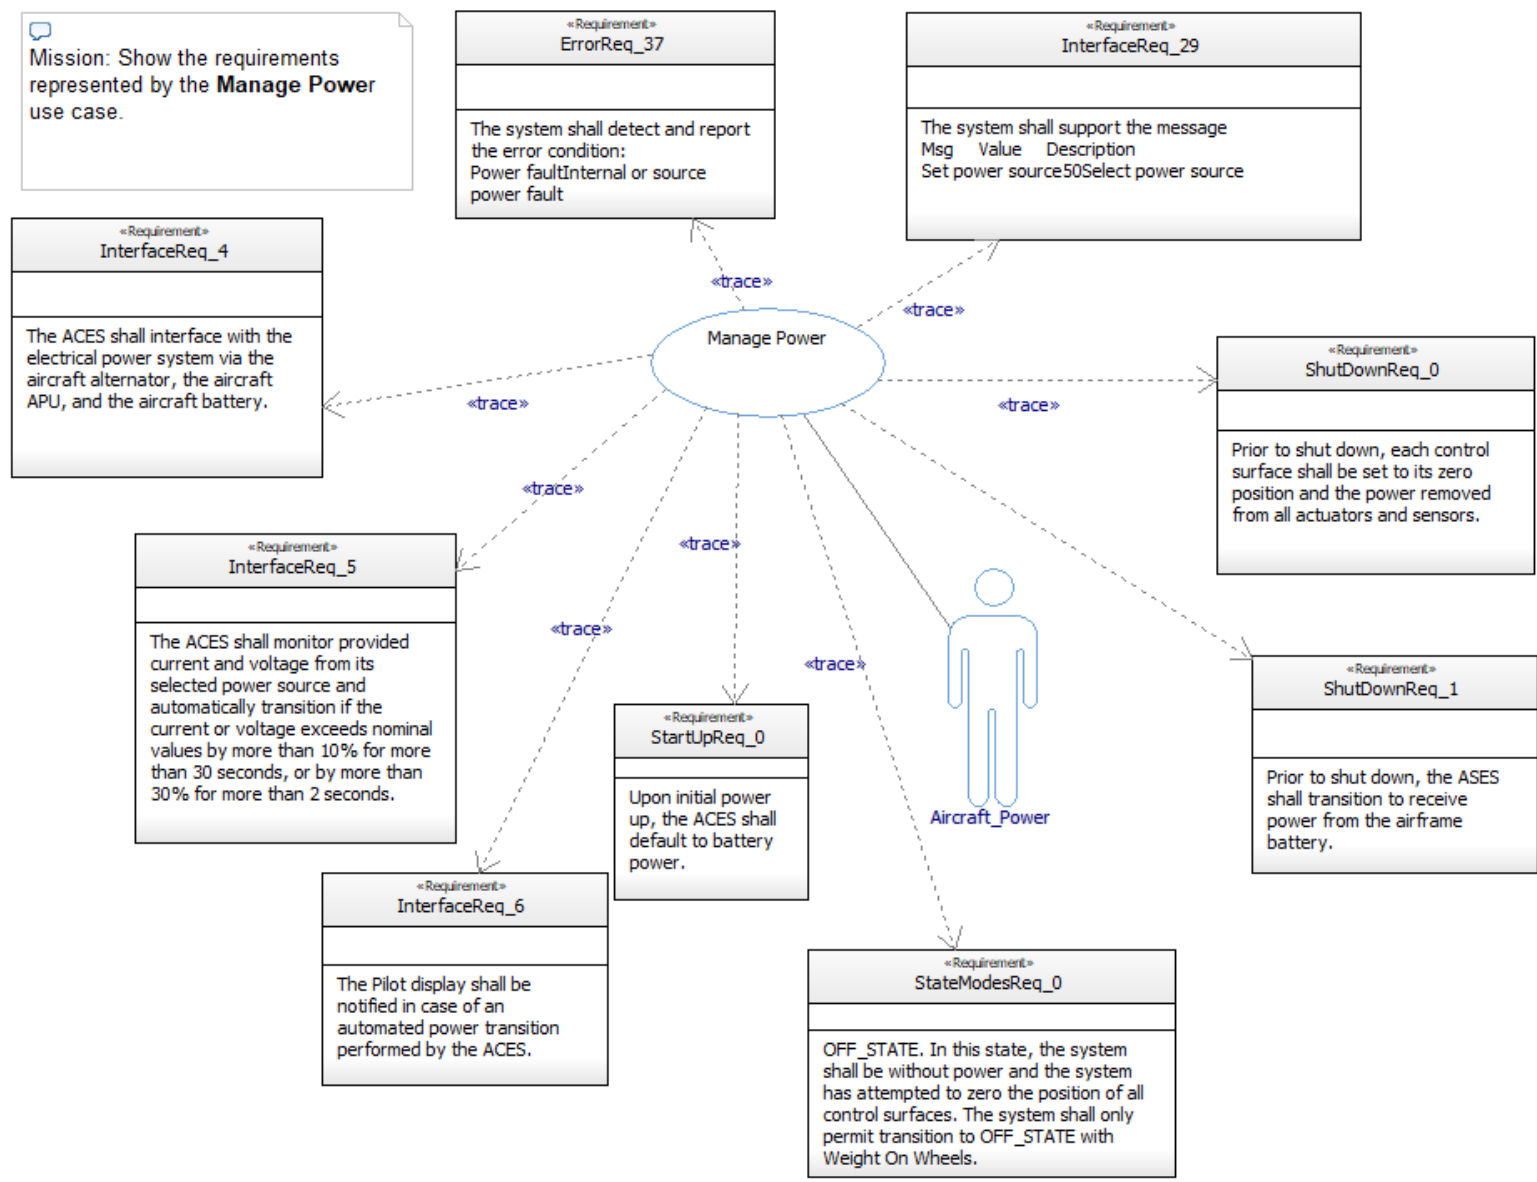 Mission: Show the requirements
represented by the Manage Power
use case.
«Requirement»
ErrorReq_37
The system shall detect and report
the error condition:
Power faultInternal or source
power fault
«Requirement»
InterfaceReq_29
The system shall support the message
Msg Value Description
Set power source50Select power source
«Requirement»
InterfaceReq_4
The ACES shall interface with the
electrical power system via the
aircraft alternator, the aircraft
APU, and the aircraft battery.
«trace»
«trace»
Manage Power
«trace»
«trace»
«Requirement»
ShutDownReq_0
Prior to shut down, each control
surface shall be set to its zero
position and the power removed
from all actuators and sensors.
«trace»
«trace»
«trace»
«trace»
«Requirement»
InterfaceReq_5
The ACES shall monitor provided
current and voltage from its
selected power source and
automatically transition if the
current or voltage exceeds nominal
values by more than 10% for more
than 30 seconds, or by more than
30% for more than 2 seconds.
«Requirement»
StartUpReq_0
Upon initial power
up, the ACES shall
default to battery
power.
Aircraft_Power
«Requirement»
ShutDownReq_1
Prior to shut down, the ASES
shall transition to receive
power from the airframe
battery.
«Requirement»
InterfaceReq_6
The Pilot display shall be
notified in case of an
automated power transition
performed by the ACES.
«Requirement»
StateModesReq_0
OFF_STATE. In this state, the system
shall be without power and the system
has attempted to zero the position of all
control surfaces. The system shall only
permit transition to OFF_STATE with
Weight On Wheels.